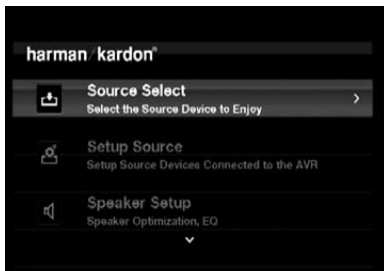 harman/kardon®
Source Select
Select the Source Device to Enjoy
Setup Source
Setup Source Devices Connected to the AVR
Speaker Setup
Speaker Optimization, EQ